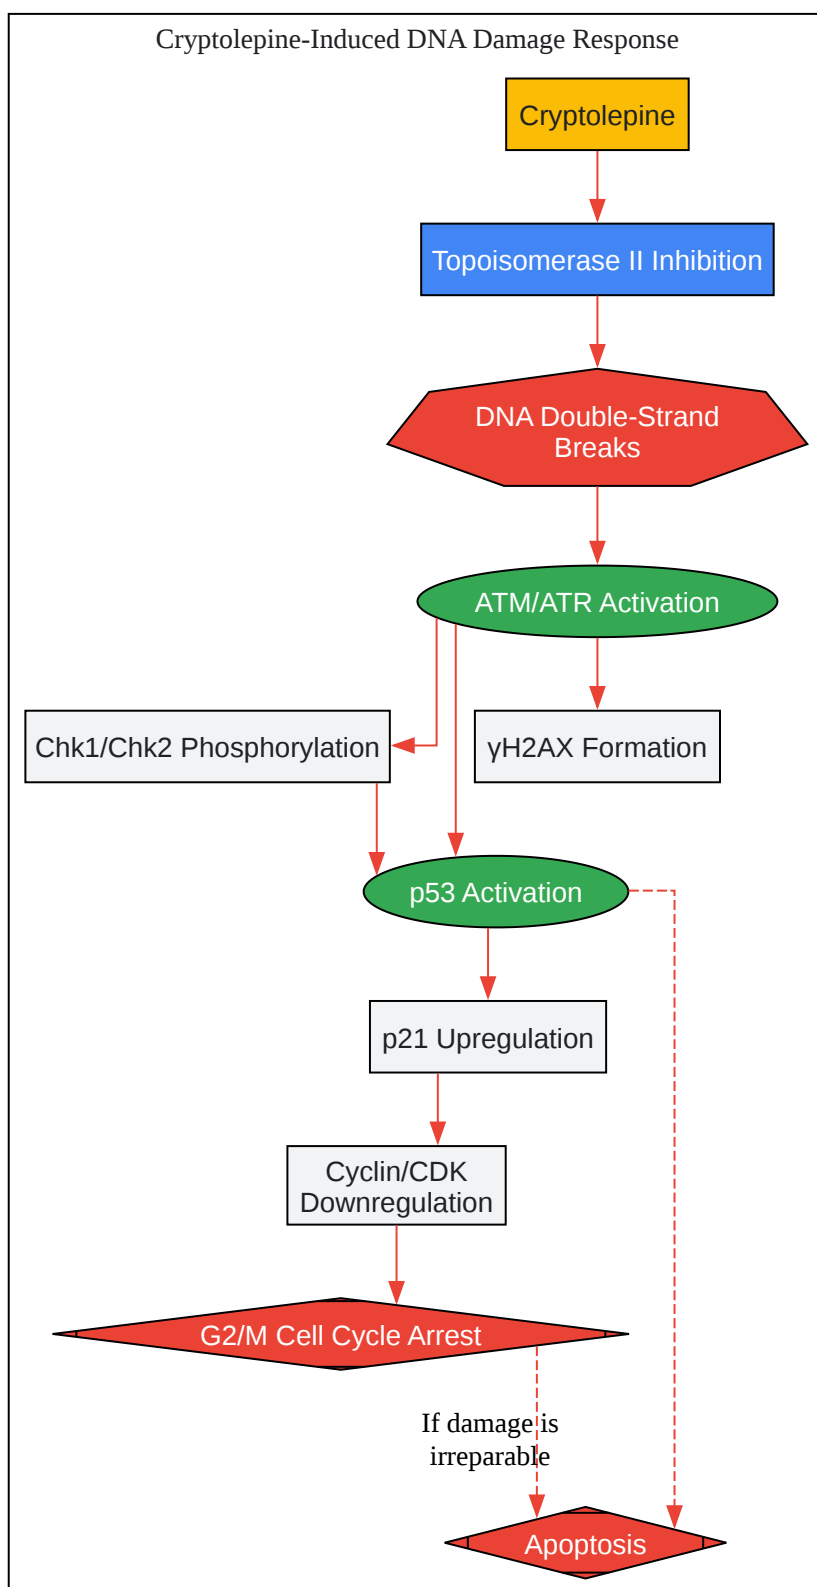 Cryptolepine-Induced DNA Damage Response
Cryptolepine
Topoisomerase II Inhibition
DNA Double-Strand
Breaks
ATM/ATR Activation
Chk1/Chk2 Phosphorylation
γH2AX Formation
p53 Activation
p21 Upregulation
Cyclin/CDK
Downregulation
G2/M Cell Cycle Arrest
If damage is
irreparable
Apoptosis